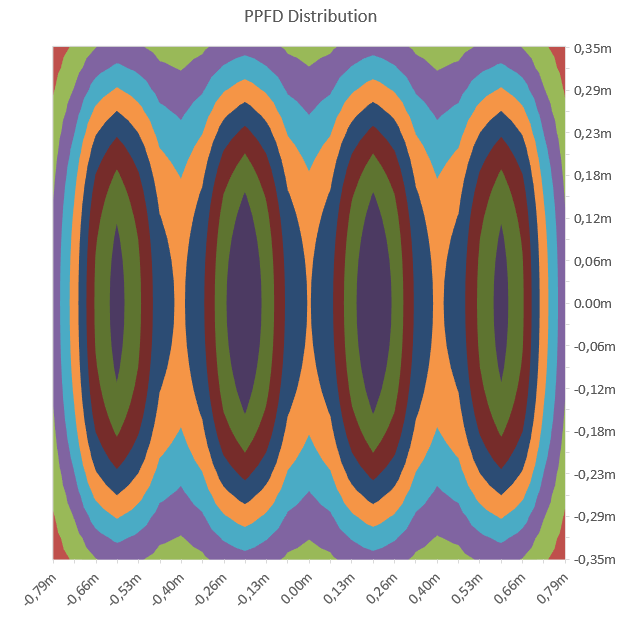 PPFD Distribution
0,35m
0,29m
0,23m
0,18m
0,12m
0,06m
0.00m
-0,06m
-0,12m
-0,18m
-0,23m
-0,29m
-0,35m
-0,79m
-0,66m
-0,53m
-0,40m
-0,26m
-0,13m
0.00m
0,13m
0,26m
0,40m
0,53m
0,66m
0,79m